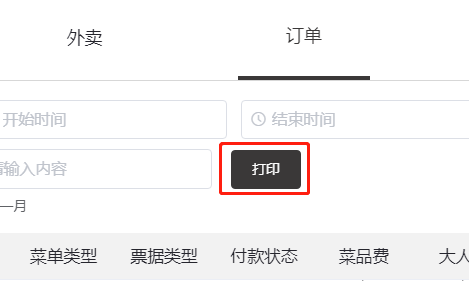 外卖 订单
开始时间 结束时间
请输入内容 打印
一月
菜单类型 票据类型 付款状态 菜品费 大人